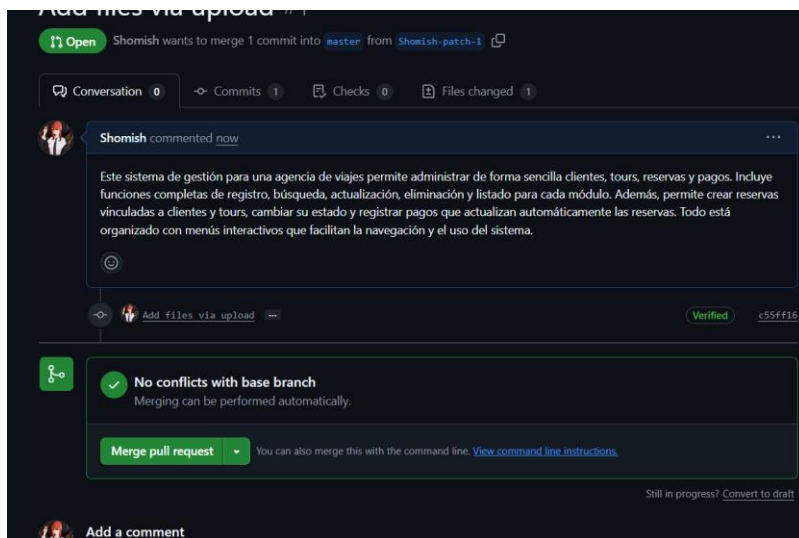 Add files via upload #1
Open Shomish wants to merge 1 commit into master from Shomish-patch-1
Conversation 0 Commits 1 Checks 0 Files changed 1
Shomish commented now ...
Este sistema de gestión para una agencia de viajes permite administrar de forma sencilla clientes, tours, reservas y pagos. Incluye
funciones completas de registro, búsqueda, actualización, eliminación y listado para cada módulo. Además, permite crear reservas
vinculadas a clientes y tours, cambiar su estado y registrar pagos que actualizan automáticamente las reservas. Todo está
organizado con menús interactivos que facilitan la navegación y el uso del sistema.
Add files via upload ... Verified c55ff16
No conflicts with base branch
Merging can be performed automatically.
Merge pull request You can also merge this with the command line. View command line instructions.
Still in progress? Convert to draft
Add a comment